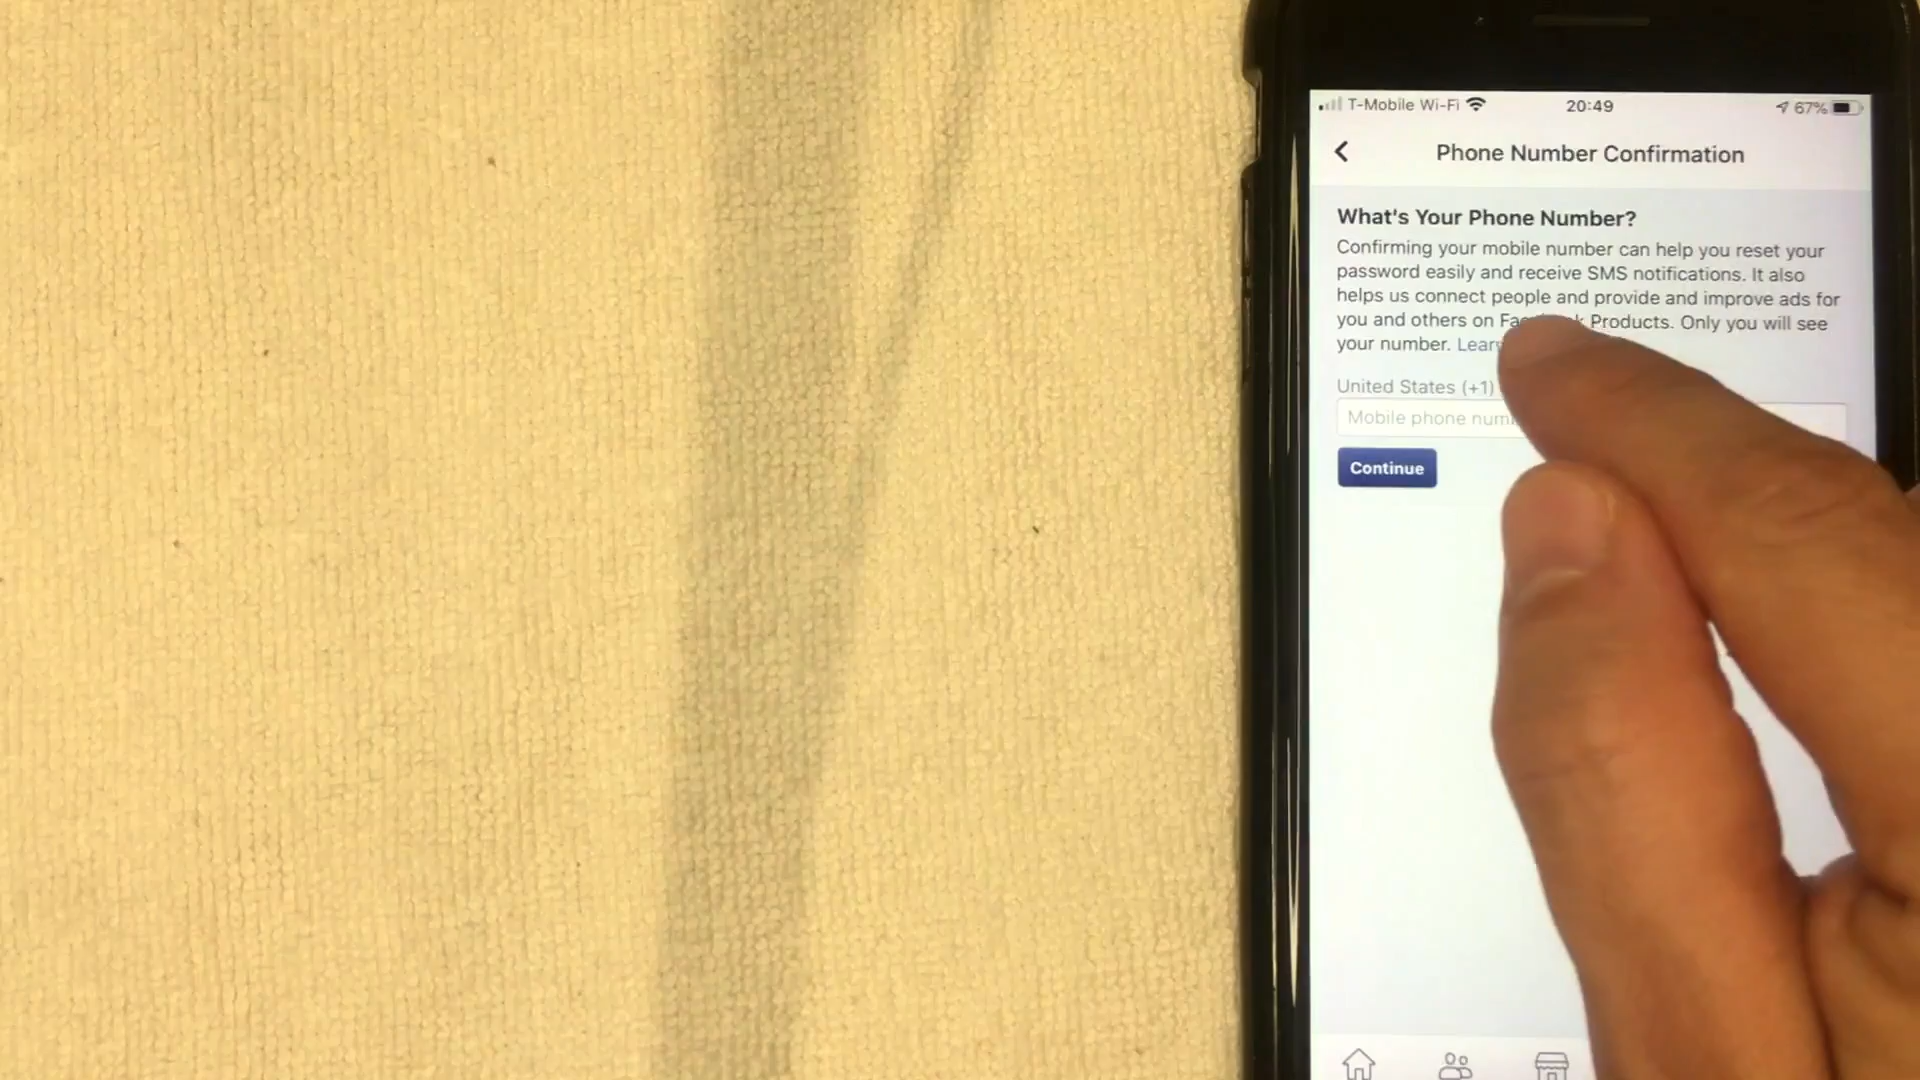 T-Mobile Wi-Fi 20:49 67%
Phone Number Confirmation
What's Your Phone Number?
Confirming your mobile number can help you reset your
password easily and receive SMS notifications. It also
helps us connect people and provide and improve ads for
you and others on Products. Only you will see
your number.
United States (+1)
Mobile phone
Continue